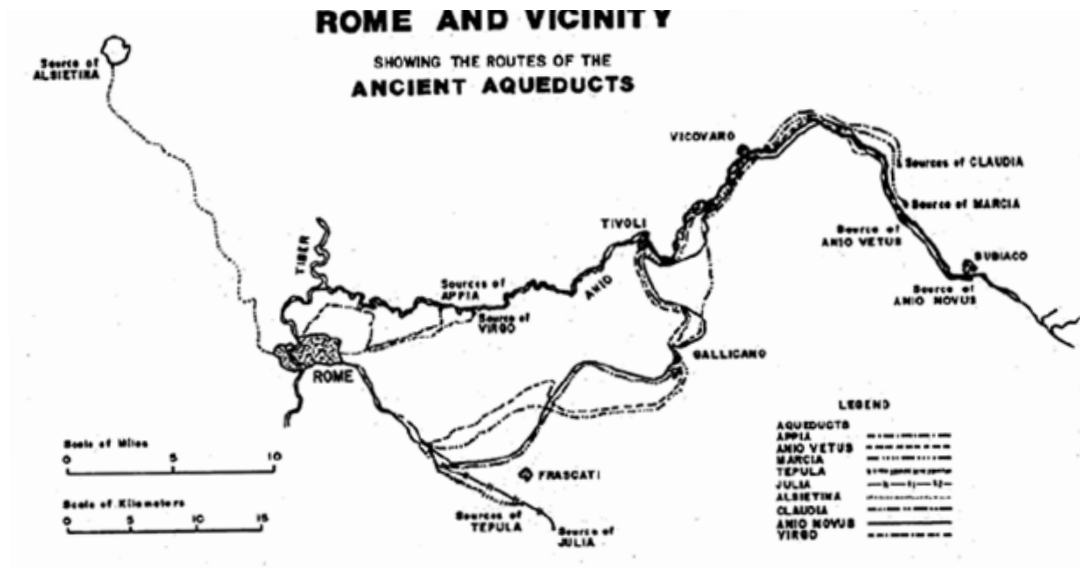 ROME AND VICINITY
SHOWING THE ROUTES OF THE
ANCIENT AQUEDUCTS
Source of
ALSIETINA
VICOVARO
Sources of CLAUDIA
Source of MARCIA
TIVOLI
Source of
ANIO VETUS
SUBIACO
TIBER
Sources of
APPIA
ANIO
Source of
ANIO NOVUS
Source of
VIRGO
GALLICANO
ROME
LEGEND
AQUEDUCTS
APPIA
ANIO VETUS
MARCIA
TEPULA
JULIA
ALSIETINA
CLAUDIA
ANIO NOVUS
VIRGO
Scale of Miles
0 5 10
FRASCATI
Scale of Kilometers
0 5 10 15
Sources of
TEPULA
Source of
JULIA